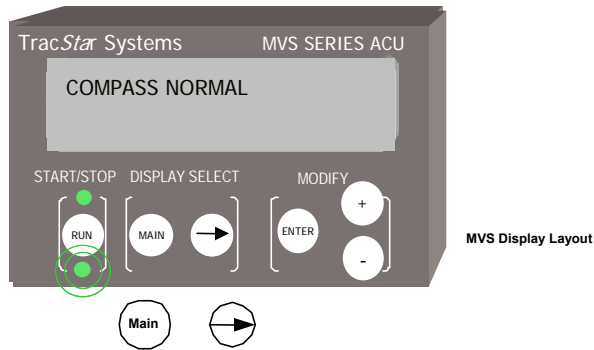 TracStar Systems MVS SERIES ACU
COMPASS NORMAL
START/STOP DISPLAY SELECT MODIFY
+
RUN MAIN ENTER
-
MVS Display Layout
Main